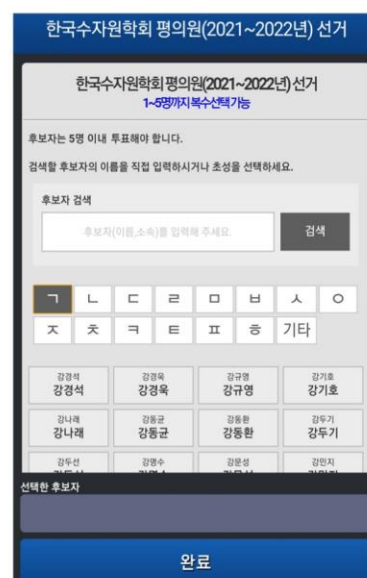 한국수자원학회 평의원(2021~2022년) 선거
한국수자원학회 평의원(2021~2022년) 선거
1~5명까지 복수선택 가능
후보자는 5명 이내 투표해야 합니다.
검색할 후보자의 이름을 직접 입력하시거나 초성을 선택하세요.
후보자 검색
후보자(이름,소속)를 입력해 주세요. 검색
ㄱ ㄴ ㄷ ㄹ ㅁ ㅂ ㅅ ㅇ
ㅈ ㅊ ㅋ ㅌ ㅍ ㅎ 기타
강경석 강경욱 강규영 강기호
강경석 강경욱 강규영 강기호
강나래 강동균 강동환 강두기
강나래 강동균 강동환 강두기
강두선 강명수 강문성 강민지
선택한 후보자
완료